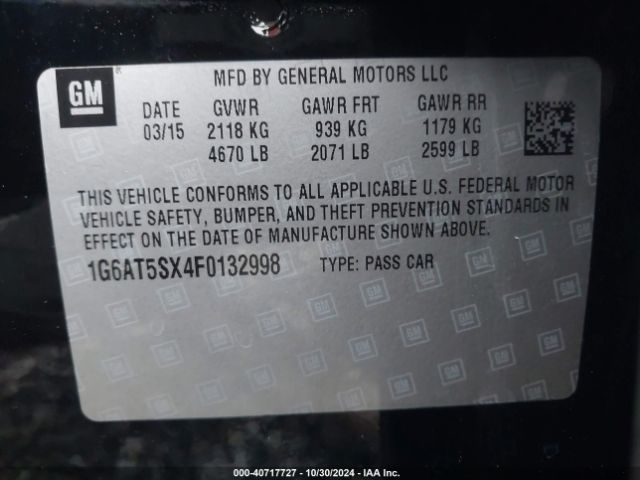 GM
MFD BY GENERAL MOTORS LLC
DATE GVWR GAWR FRT GAWR RR
03/15 2118 KG 939 KG 1179 KG
4670 LB 2071 LB 2599 LB
THIS VEHICLE CONFORMS TO ALL APPLICABLE U.S. FEDERAL MOTOR
VEHICLE SAFETY, BUMPER, AND THEFT PREVENTION STANDARDS IN
EFFECT ON THE DATE OF MANUFACTURE SHOWN ABOVE.
1G6AT5SX4F0132998 TYPE: PASS CAR
000-40717727 - 10/30/2024 - IAA Inc.